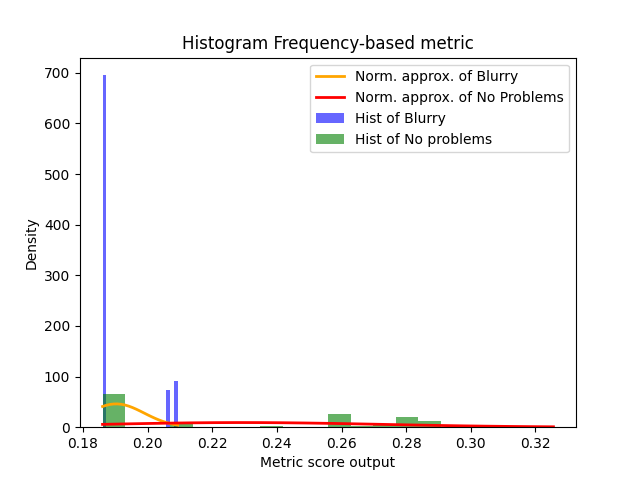 Histogram Frequency-based metric
Norm. approx. of Blurry
Norm. approx. of No Problems
Hist of Blurry
Hist of No problems
Density
700
600
500
400
300
200
100
0
0.18
0.20
0.22
0.24
0.26
0.28
0.30
0.32
Metric score output